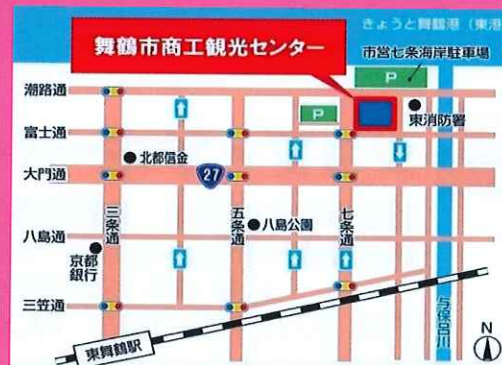 きょうと舞鶴港（東港
舞鶴市商工観光センター
市営七条海岸駐車場
P
潮路通
P
東消防署
富士通
北都信金
大門通
27
三条通
五条通
七条通
八島公園
八島通
京都
銀行
三笠通
与保呂川
東舞鶴駅
N